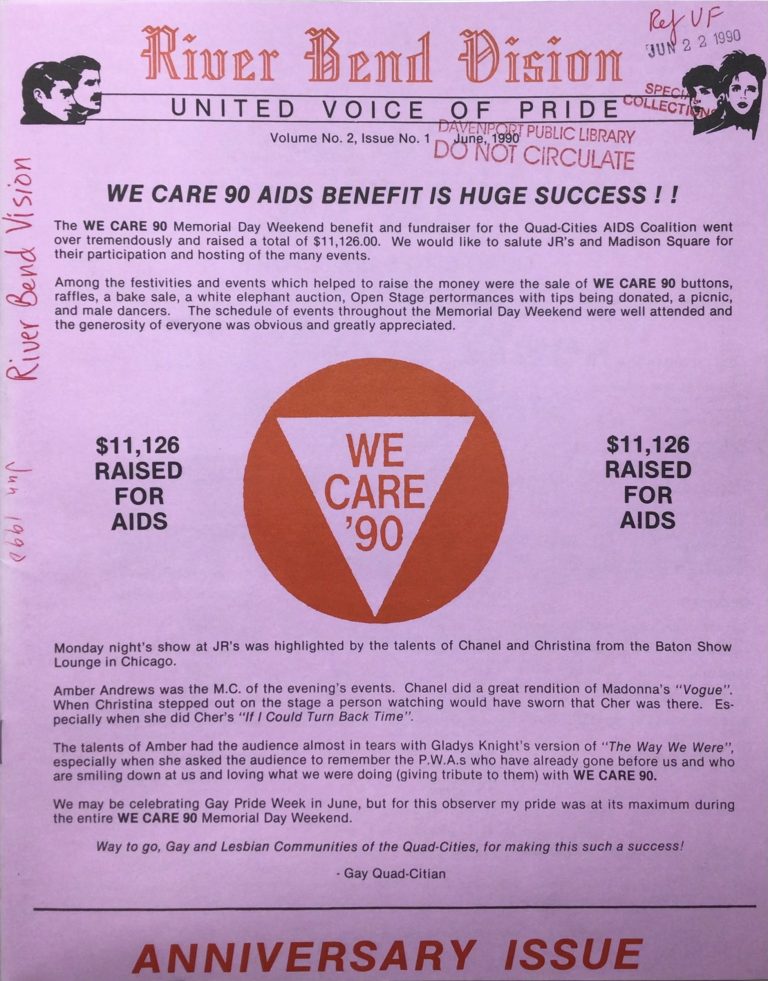 Ref VF
JUN 22 1990
River Bend Vision
SPECIAL
COLLECTIONS
UNITED VOICE OF PRIDE
DAVENPORT PUBLIC LIBRARY
DO NOT CIRCULATE
Volume No. 2, Issue No. 1 June, 1990
WE CARE 90 AIDS BENEFIT IS HUGE SUCCESS ! !
The WE CARE 90 Memorial Day Weekend benefit and fundraiser for the Quad-Cities AIDS Coalition went
over tremendously and raised a total of $11,126.00. We would like to salute JR's and Madison Square for
their participation and hosting of the many events.
Among the festivities and events which helped to raise the money were the sale of WE CARE 90 buttons,
raffles, a bake sale, a white elephant auction, Open Stage pertormances with tips being donated, a picnic,
and male dancers. The schedule of events throughout the Memorial Day Weekend were well attended and
the generosity of everyone was obvious and greatly appreciated.
River Bend Vision
Jun 1990
$11,126
RAISED
FOR
AIDS
WE
CARE
'90
$11,126
RAISED
FOR
AIDS
Monday night's show at JR's was highlighted by the talents of Chanel and Christina from the Baton Show
Lounge in Chicago.
Amber Andrews was the M.C. of the evening's events. Chanel did a great rendition of Madonna's "Vogue".
When Christina stepped out on the stage a person watching would have sworn that Cher was there. Es-
pecially when she did Cher's "If I Could Turn Back Time".
The talents of Amber had the audience almost in tears with Gladys Knight's version of "The Way We Were",
especially when she asked the audience to remember the P.W.A.s who have already gone before us and who
are smiling down at us and loving what we were doing (giving tribute to them) with WE CARE 90.
We may be celebrating Gay Pride Week in June, but for this observer my pride was at its maximum during
the entire WE CARE 90 Memorial Day Weekend.
Way to go, Gay and Lesbian Communities of the Quad-Cities, for making this such a success!
- Gay Quad-Citian
ANNIVERSARY ISSUE